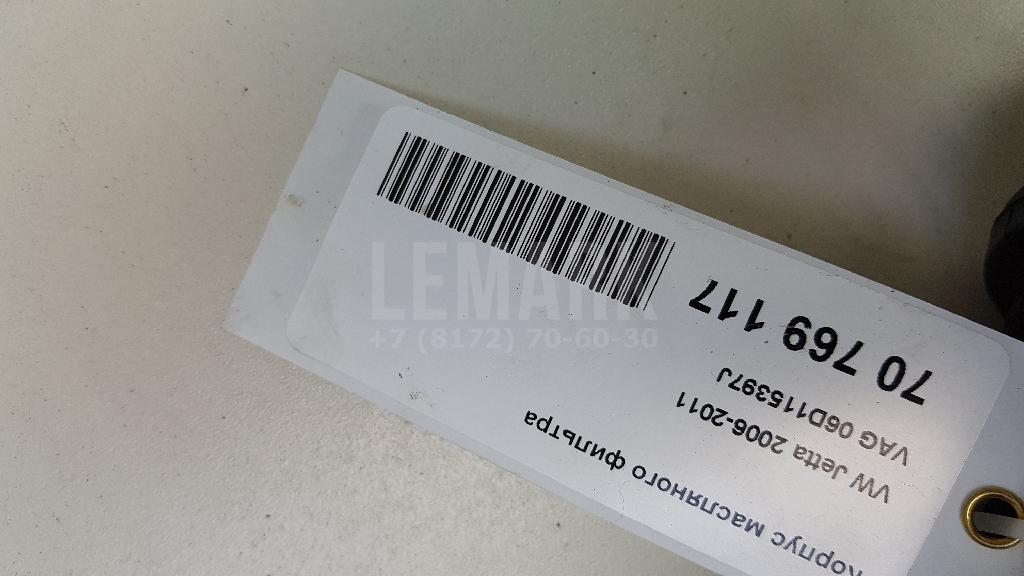 Корпус масляного фильтра
VW Jetta 2006-2011
VAG 06D115397J
70 769 117
LEMARK
+7 (8172) 70-60-30